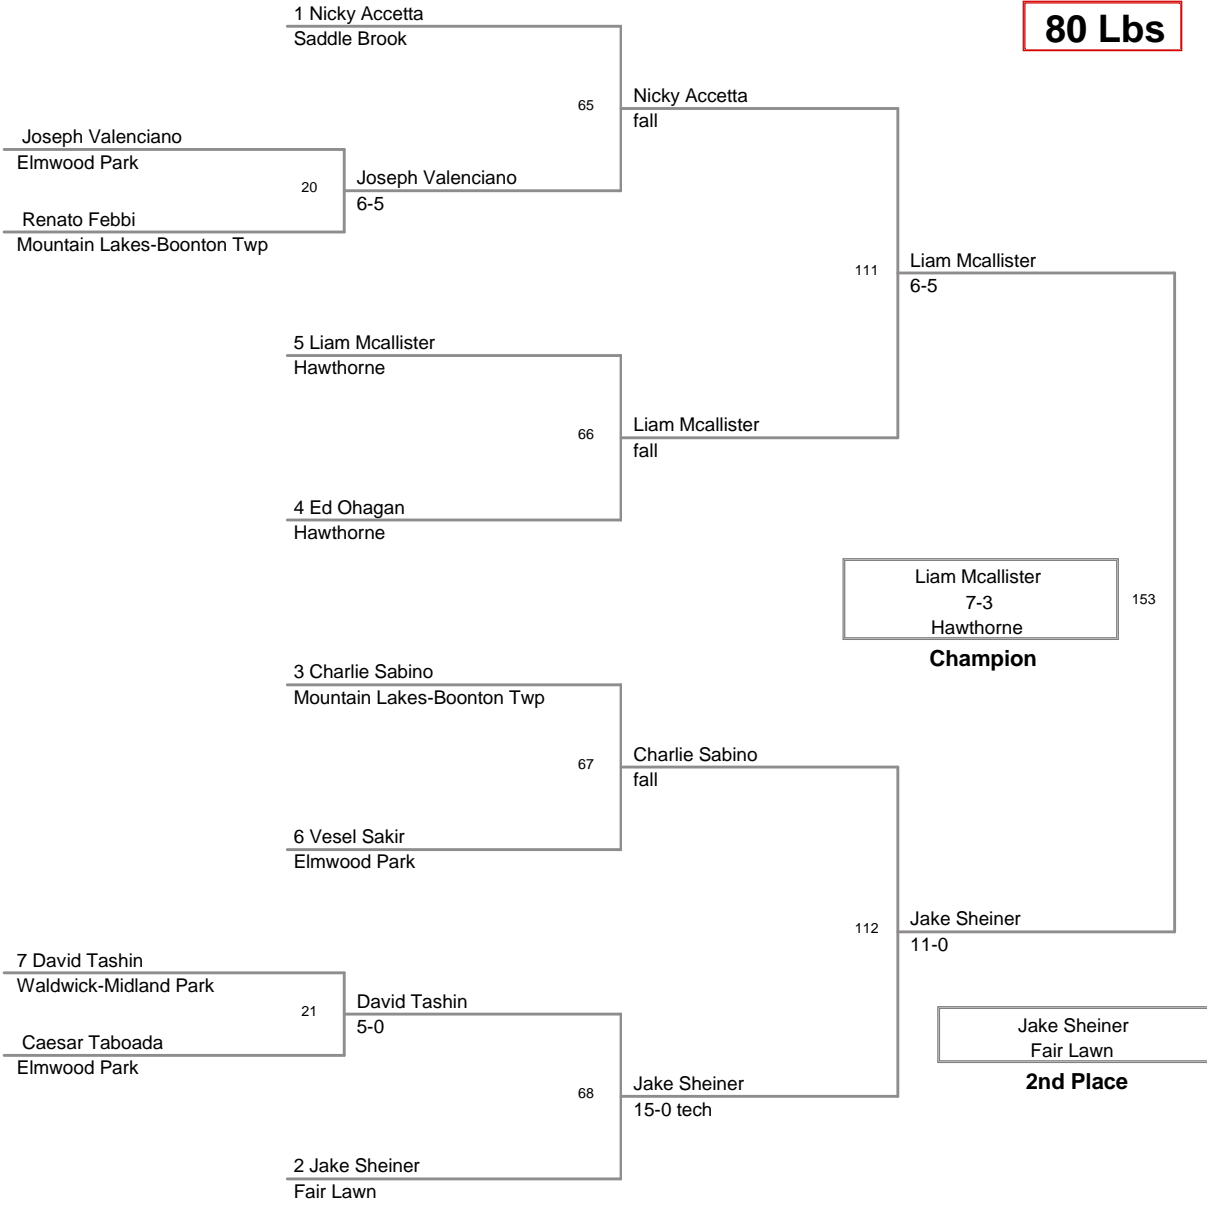 1 Nicky Accetta
Saddle Brook
80 Lbs
65
Nicky Accetta
fall
Joseph Valenciano
Elmwood Park
20
Joseph Valenciano
6-5
Renato Febbi
Mountain Lakes-Boonton Twp
111
Liam Mcallister
6-5
5 Liam Mcallister
Hawthorne
66
Liam Mcallister
fall
4 Ed Ohagan
Hawthorne
Liam Mcallister
7-3
Hawthorne
153
Champion
3 Charlie Sabino
Mountain Lakes-Boonton Twp
67
Charlie Sabino
fall
6 Vesel Sakir
Elmwood Park
112
Jake Sheiner
11-0
7 David Tashin
Waldwick-Midland Park
21
David Tashin
5-0
Caesar Taboada
Elmwood Park
Jake Sheiner
Fair Lawn
2nd Place
68
Jake Sheiner
15-0 tech
2 Jake Sheiner
Fair Lawn